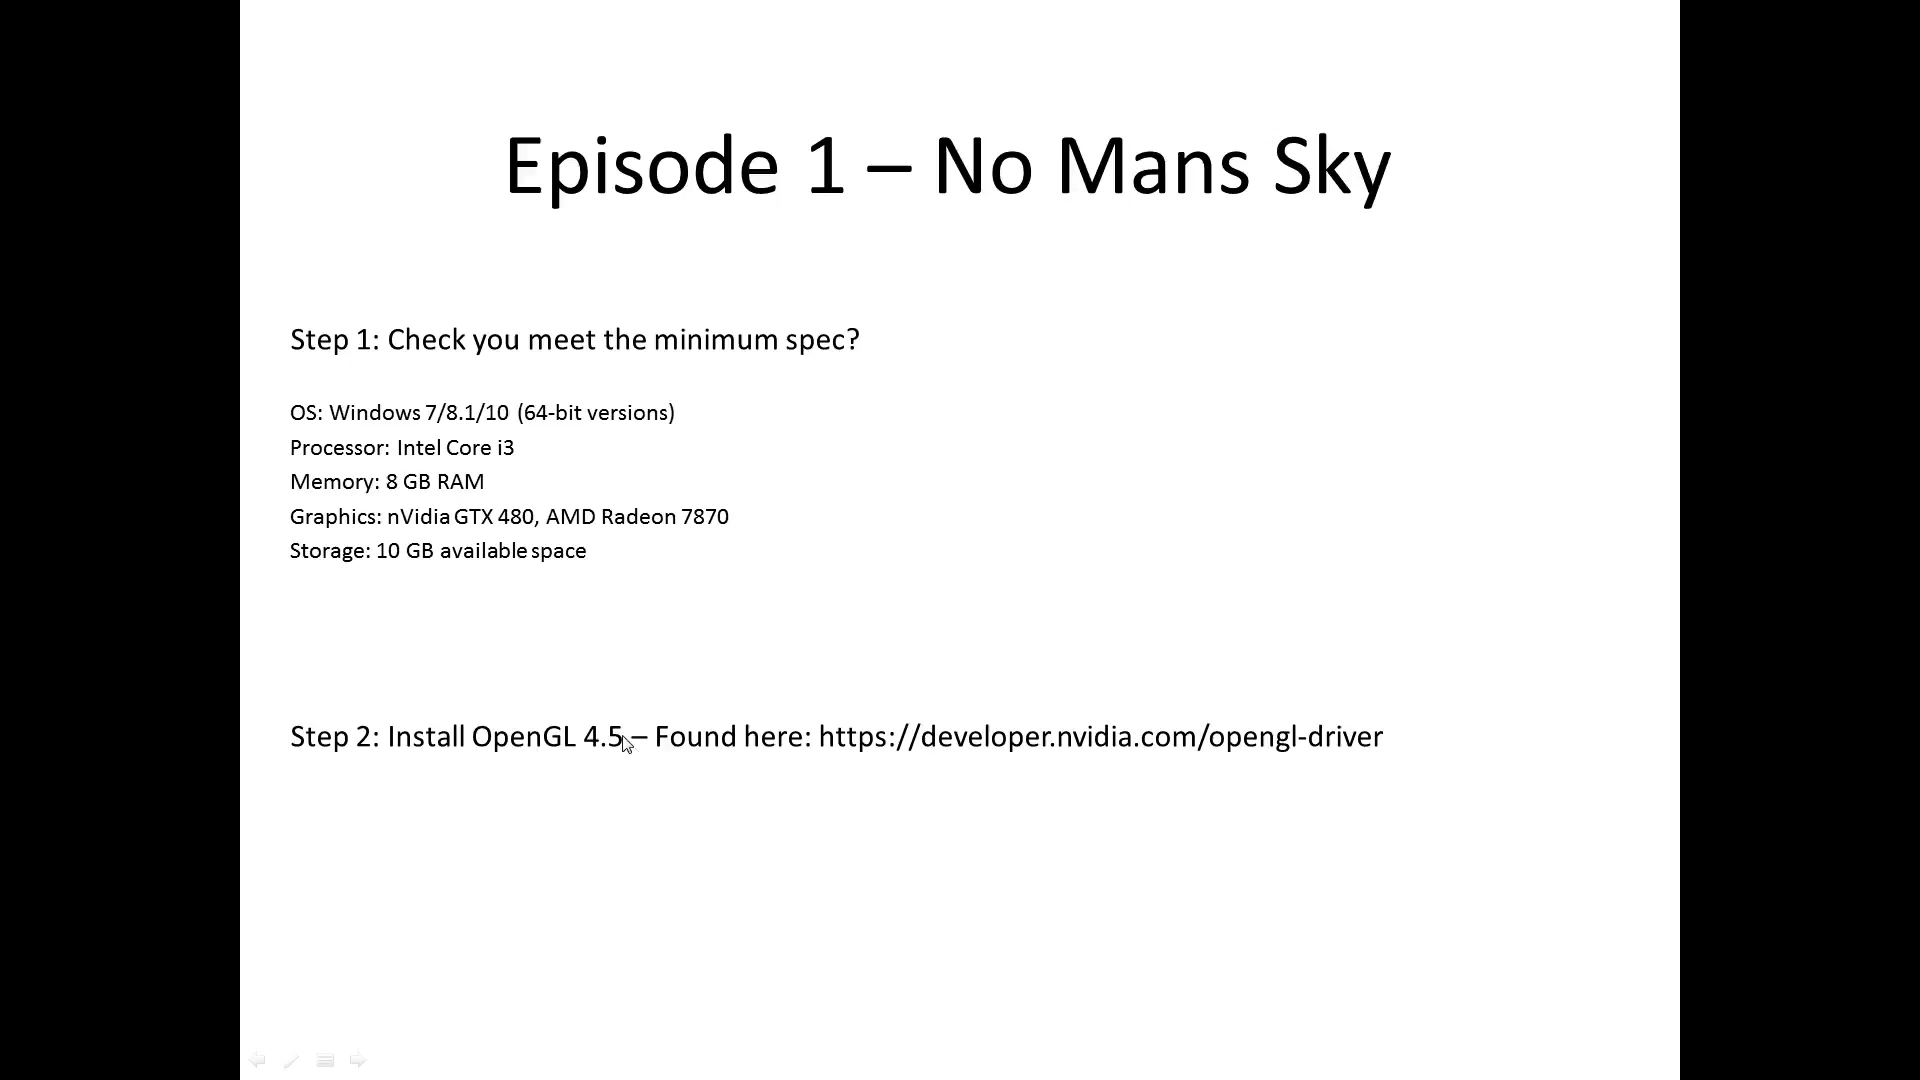 Episode 1 – No Mans Sky
Step 1: Check you meet the minimum spec?
OS: Windows 7/8.1/10 (64-bit versions)
Processor: Intel Core i3
Memory: 8 GB RAM
Graphics: nVidia GTX 480, AMD Radeon 7870
Storage: 10 GB available space
Step 2: Install OpenGL 4.5 – Found here: https://developer.nvidia.com/opengl-driver